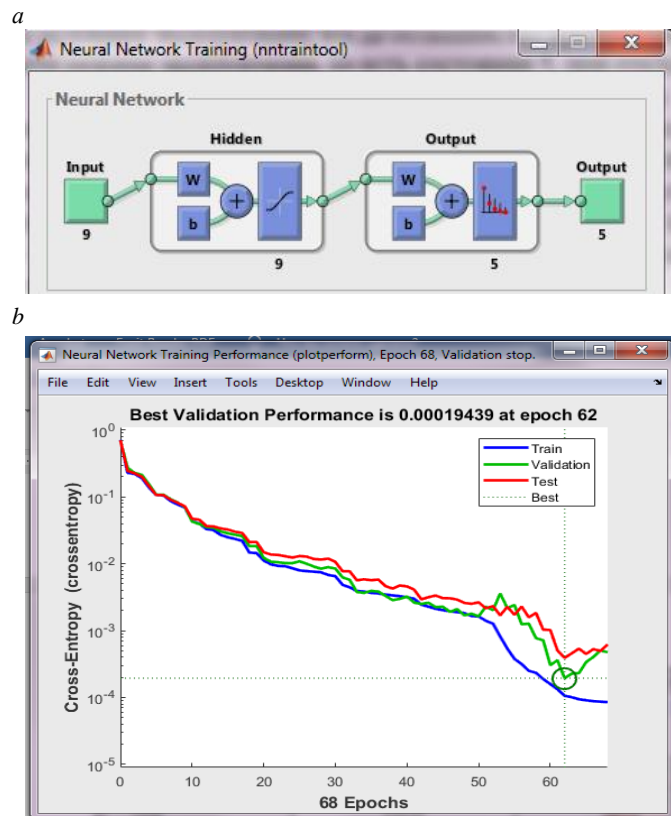 a
Neural Network Training (nntraintool)
Neural Network
Hidden
Output
Input
Output
W
W
b
b
9
9
5
5
b
Neural Network Training Performance (plotperform), Epoch 68, Validation stop.
File Edit View Insert Tools Desktop Window Help
Best Validation Performance is 0.00019439 at epoch 62
Train
Validation
Test
Best
10^0
10^-1
10^-2
10^-3
10^-4
10^-5
Cross-Entropy (crossentropy)
0 10 20 30 40 50 60
68 Epochs